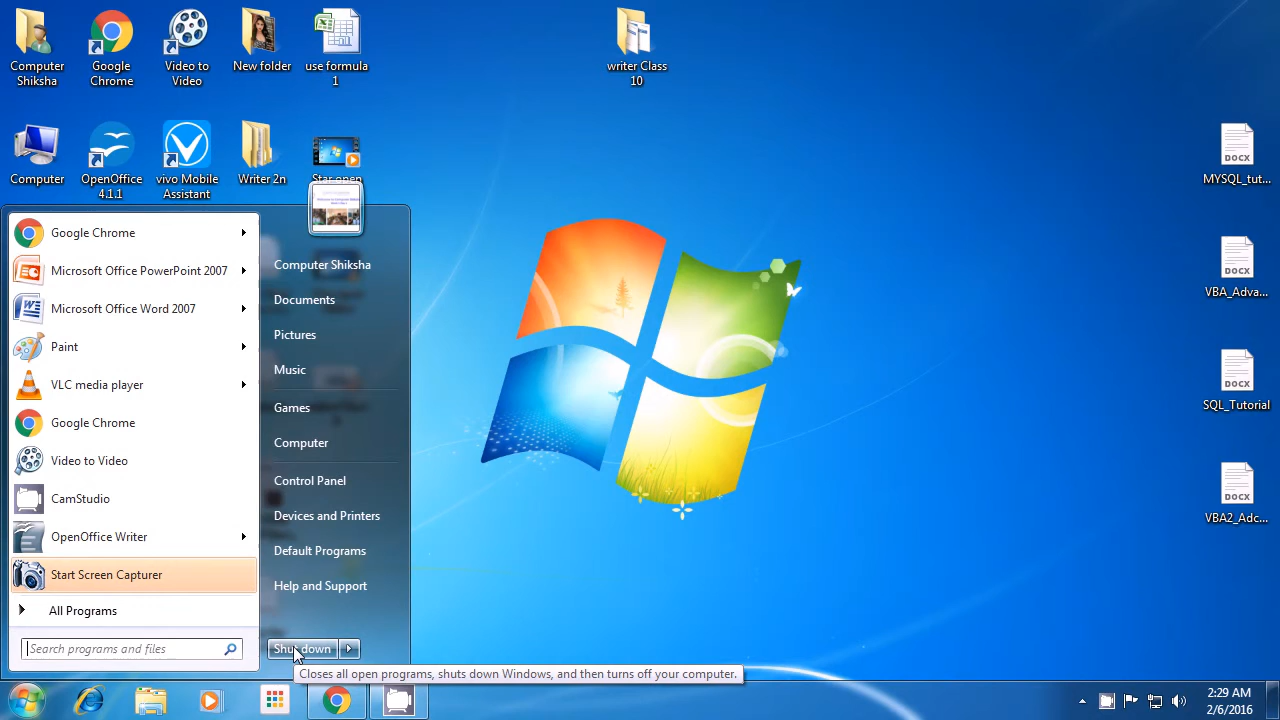 Computer
Shiksha
Google
Chrome
Video to
Video
New folder
use formula
1
writer Class
10
Computer
OpenOffice
4.1.1
vivo Mobile
Assistant
Writer 2n
MYSQL_tut...
VBA_Adva...
SQL_Tutorial
VBA2_Adc...
DOCX
DOCX
DOCX
DOCX
Google Chrome
Microsoft Office PowerPoint 2007
Microsoft Office Word 2007
Paint
VLC media player
Google Chrome
Video to Video
CamStudio
OpenOffice Writer
Start Screen Capturer
All Programs
Search programs and files
Computer Shiksha
Documents
Pictures
Music
Games
Computer
Control Panel
Devices and Printers
Default Programs
Help and Support
Shut down
Closes all open programs, shuts down Windows, and then turns off your computer.
2:29 AM
2/6/2016